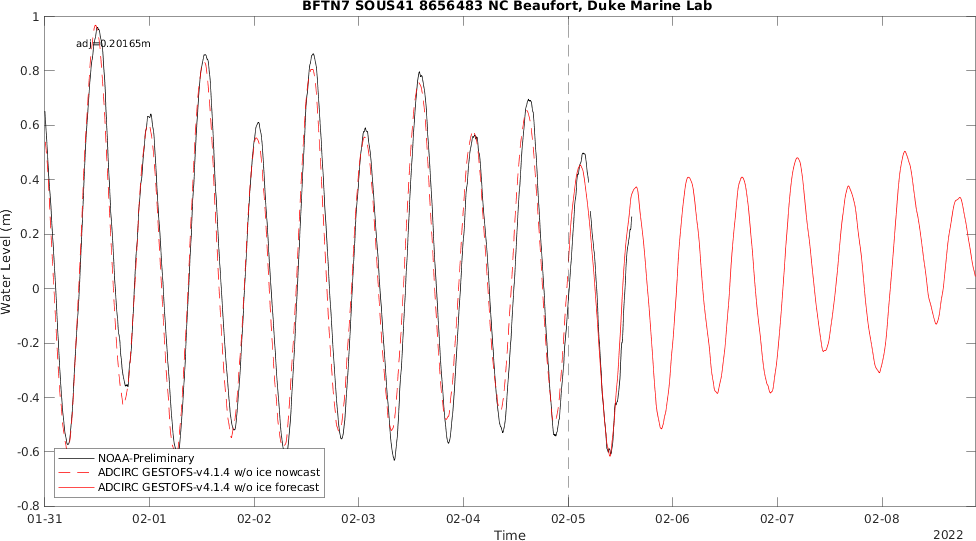 BFTN7 SOUS41 8656483 NC Beaufort, Duke Marine Lab
adj=0.20165m
Water Level (m)
1
0.8
0.6
0.4
0.2
0
-0.2
-0.4
-0.6
-0.8
NOAA-Preliminary
ADCIRC GESTOFS-v4.1.4 w/o ice nowcast
ADCIRC GESTOFS-v4.1.4 w/o ice forecast
01-31 02-01 02-02 02-03 02-04 02-05 02-06 02-07 02-08
Time
2022